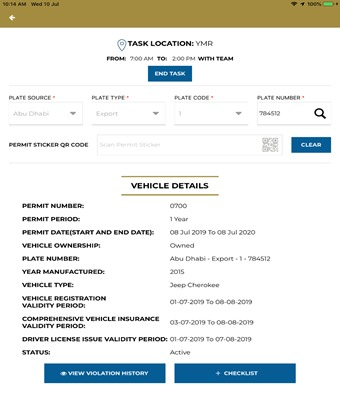 10:14 AM Wed 10 Jul
100%
TASK LOCATION: YMR
FROM: 7:00 AM TO: 2:00 PM WITH TEAM
END TASK
PLATE SOURCE * PLATE TYPE * PLATE CODE * PLATE NUMBER *
Abu Dhabi Export 1 784512
PERMIT STICKER QR CODE Scan Permit Sticker CLEAR
VEHICLE DETAILS
PERMIT NUMBER: 0700
PERMIT PERIOD: 1 Year
PERMIT DATE(START AND END DATE): 08 Jul 2019 To 08 Jul 2020
VEHICLE OWNERSHIP: Owned
PLATE NUMBER: Abu Dhabi - Export - 1 - 784512
YEAR MANUFACTURED: 2015
VEHICLE TYPE: Jeep Cherokee
VEHICLE REGISTRATION
VALIDITY PERIOD: 01-07-2019 To 08-08-2019
COMPREHENSIVE VEHICLE INSURANCE
VALIDITY PERIOD: 03-07-2019 To 08-08-2019
DRIVER LICENSE ISSUE VALIDITY PERIOD: 01-07-2019 To 07-08-2019
STATUS: Active
VIEW VIOLATION HISTORY + CHECKLIST